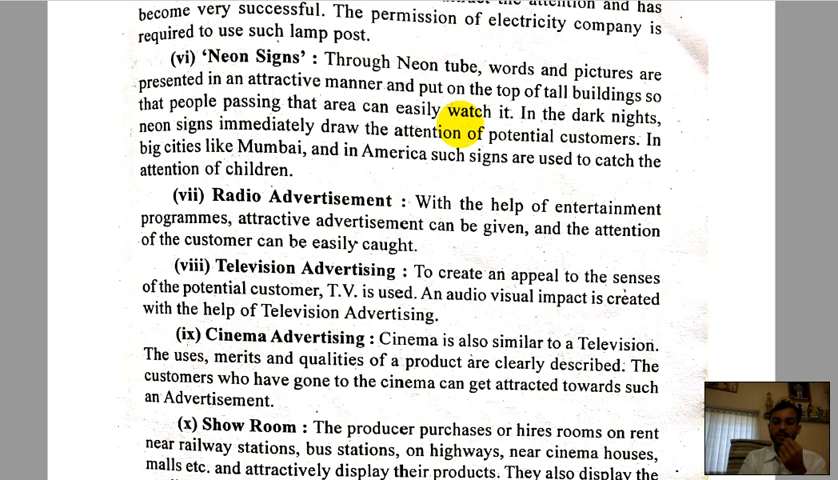 the attention and has
become very successful. The permission of electricity company is
required to use such lamp post.
(vi) ‘Neon Signs’ : Through Neon tube, words and pictures are
presented in an attractive manner and put on the top of tall buildings so
that people passing that area can easily watch it. In the dark nights,
neon signs immediately draw the attention of potential customers. In
big cities like Mumbai, and in America such signs are used to catch the
attention of children.
(vii) Radio Advertisement : With the help of entertainment
programmes, attractive advertisement can be given, and the attention
of the customer can be easily caught.
(viii) Television Advertising : To create an appeal to the senses
of the potential customer, T.V. is used. An audio visual impact is created
with the help of Television Advertising.
(ix) Cinema Advertising : Cinema is also similar to a Television.
The uses, merits and qualities of a product are clearly described. The
customers who have gone to the cinema can get attracted towards such
an Advertisement.
(x) Show Room : The producer purchases or hires rooms on rent
near railway stations, bus stations, on highways, near cinema houses,
malls etc. and attractively display their products. They also display the